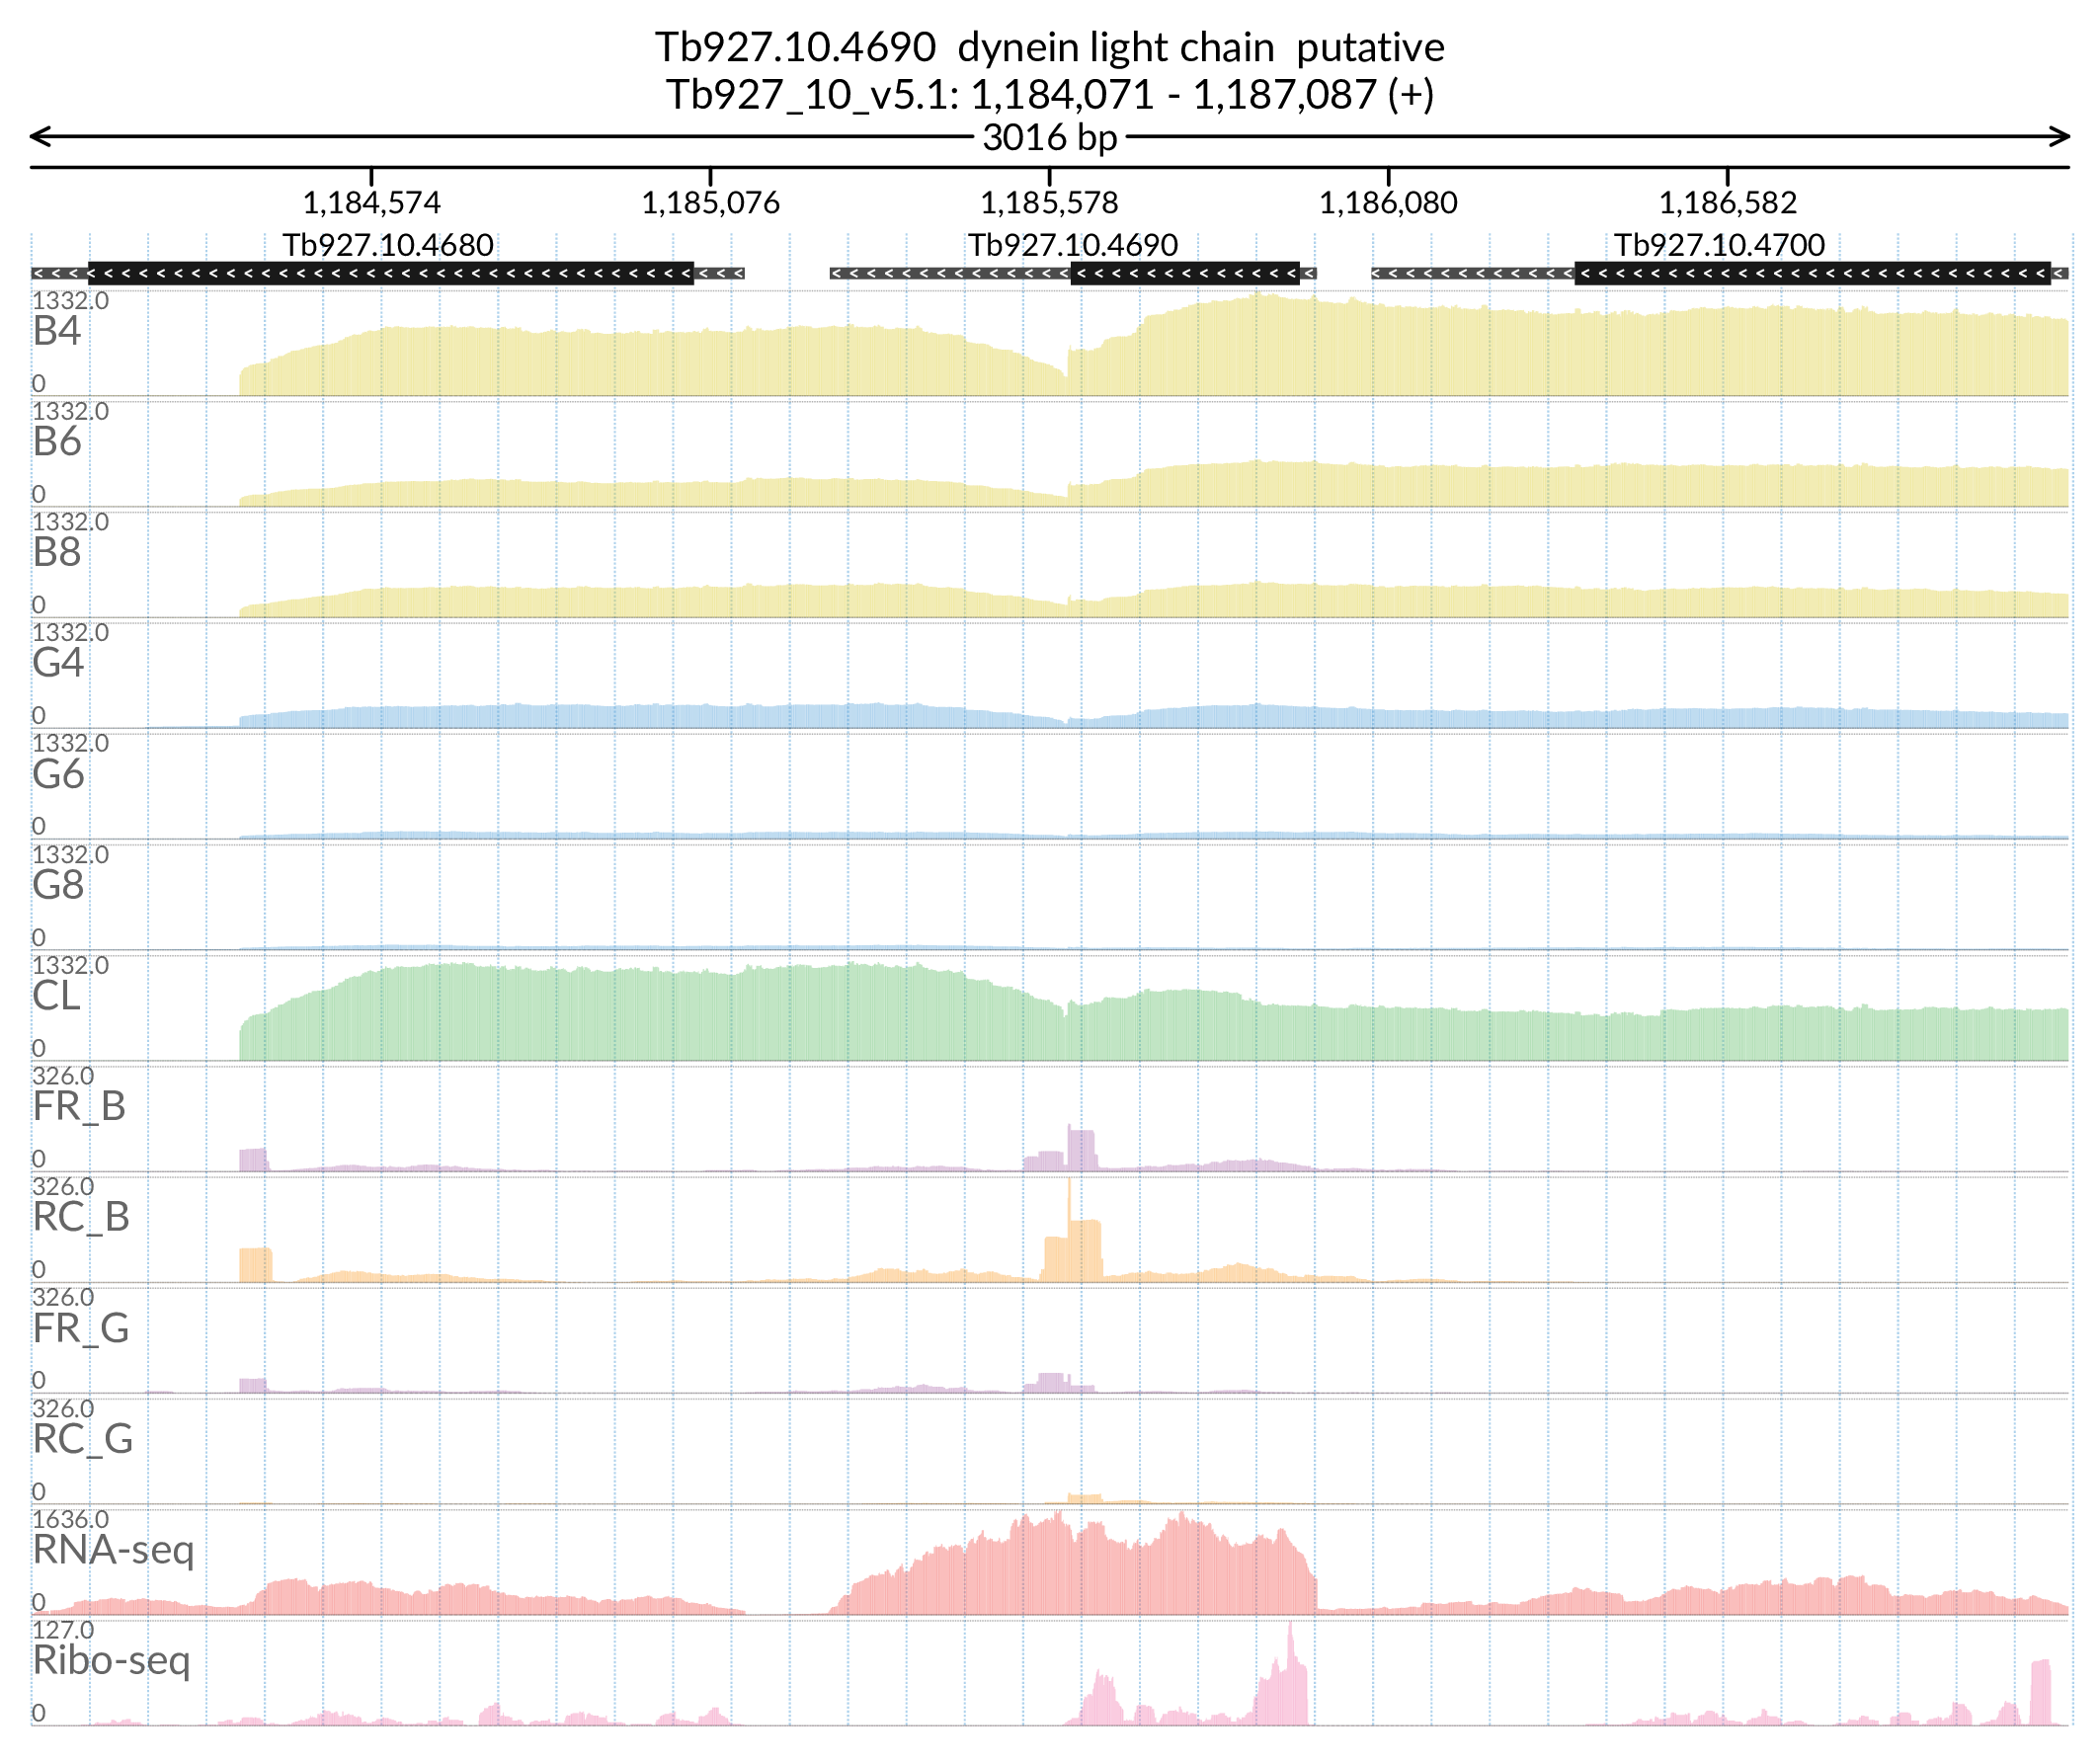 Tb927.10.4690  dynein light chain  putative
Tb927_10_v5.1: 1,184,071 - 1,187,087 (+)
3016 bp
1,184,574 1,185,076 1,185,578 1,186,080 1,186,582
Tb927.10.4680 Tb927.10.4690 Tb927.10.4700
1332.0
B4
0
1332.0
B6
0
1332.0
B8
0
1332.0
G4
0
1332.0
G6
0
1332.0
G8
0
1332.0
CL
0
326.0
FR_B
0
326.0
RC_B
0
326.0
FR_G
0
326.0
RC_G
0
1636.0
RNA-seq
0
127.0
Ribo-seq
0